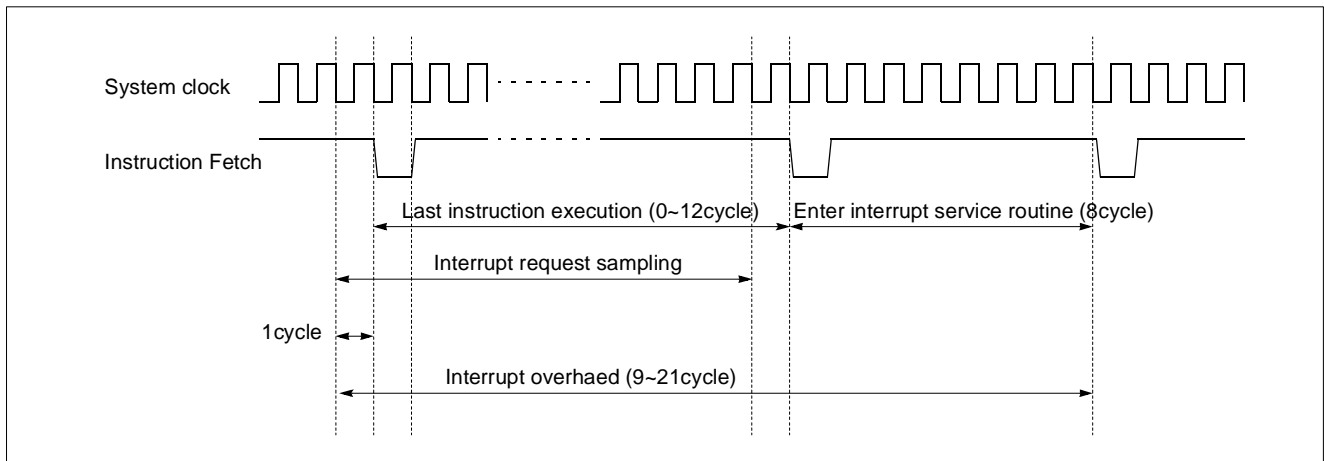 System clock
Instruction Fetch
Last instruction execution (0~12cycle)
Enter interrupt service routine (8cycle)
Interrupt request sampling
1cycle
Interrupt overhaed (9~21cycle)